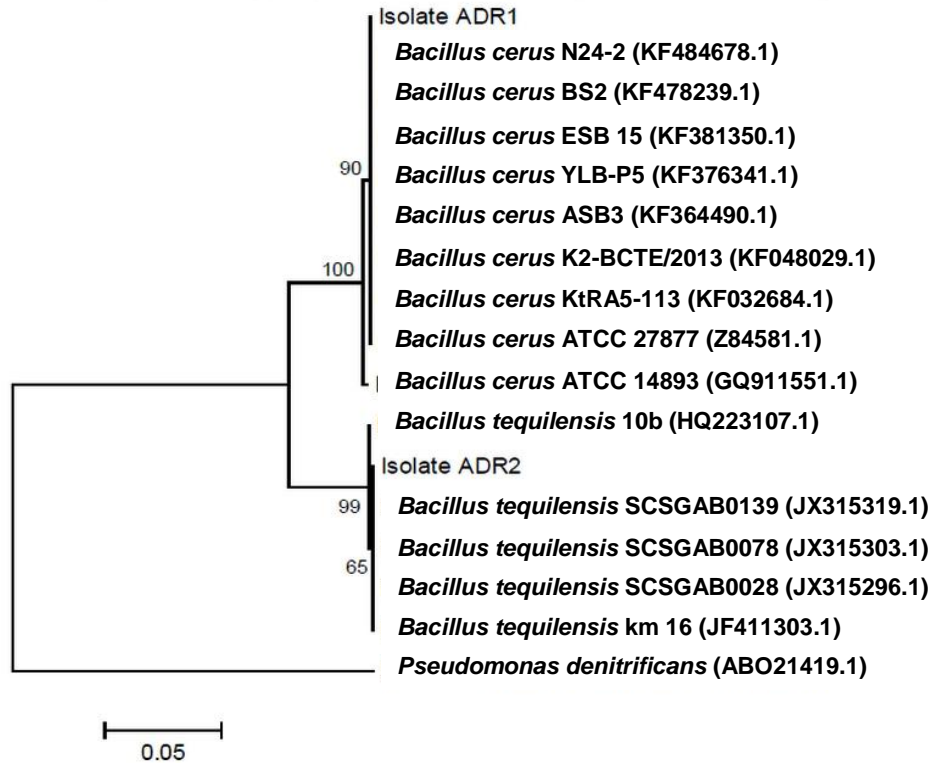 Isolate ADR1
Bacillus cerus N24-2 (KF484678.1)
Bacillus cerus BS2 (KF478239.1)
Bacillus cerus ESB 15 (KF381350.1)
90
Bacillus cerus YLB-P5 (KF376341.1)
Bacillus cerus ASB3 (KF364490.1)
Bacillus cerus K2-BCTE/2013 (KF048029.1)
100
Bacillus cerus KtRA5-113 (KF032684.1)
Bacillus cerus ATCC 27877 (Z84581.1)
Bacillus cerus ATCC 14893 (GQ911551.1)
Bacillus tequilensis 10b (HQ223107.1)
Isolate ADR2
99
Bacillus tequilensis SCSGAB0139 (JX315319.1)
Bacillus tequilensis SCSGAB0078 (JX315303.1)
65
Bacillus tequilensis SCSGAB0028 (JX315296.1)
Bacillus tequilensis km 16 (JF411303.1)
Pseudomonas denitrificans (ABO21419.1)
0.05